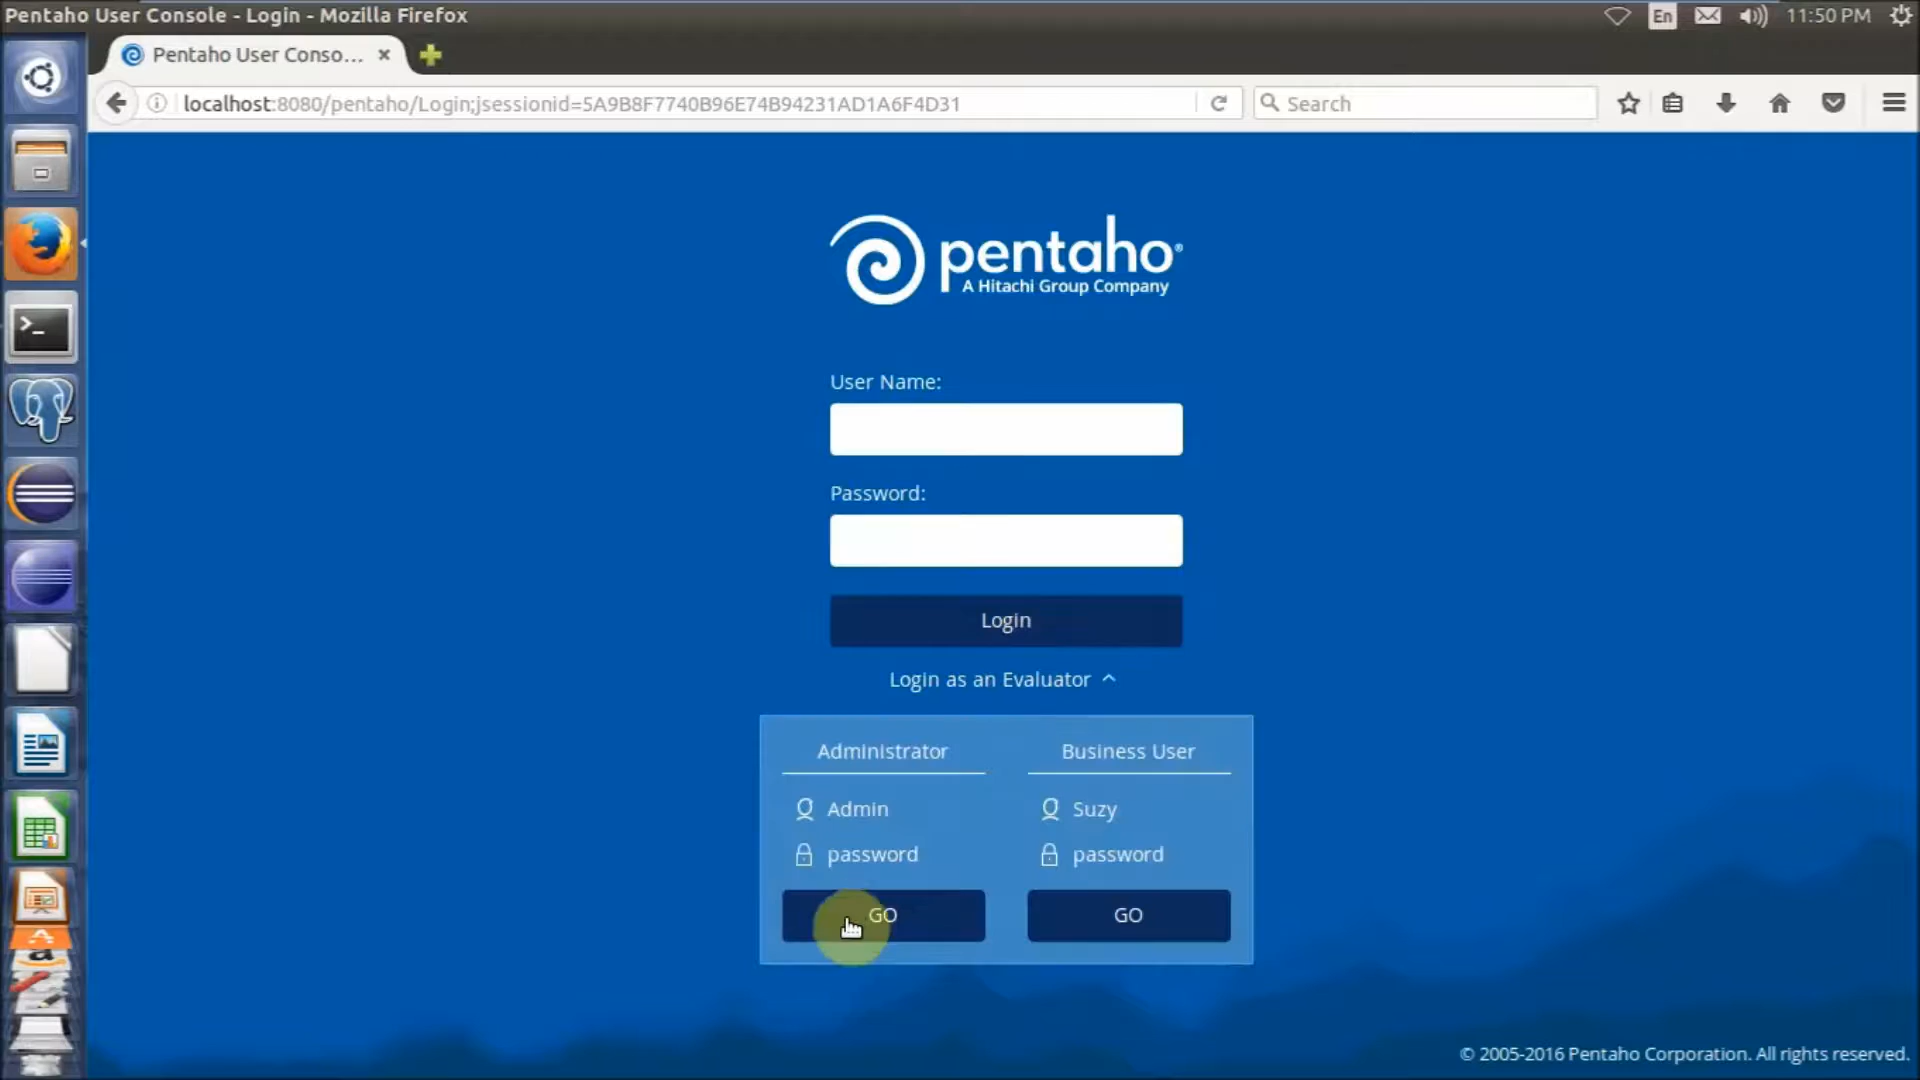 Pentaho User Console - Login - Mozilla Firefox
En
11:50 PM
Pentaho User Conso...
localhost:8080/pentaho/Login;jsessionid=5A9B8F7740B96E74B94231AD1A6F4D31
Search
pentaho®
A Hitachi Group Company
User Name:
Password:
Login
Login as an Evaluator
Administrator
Business User
Admin
Suzy
password
password
GO
GO
© 2005-2016 Pentaho Corporation. All rights reserved.